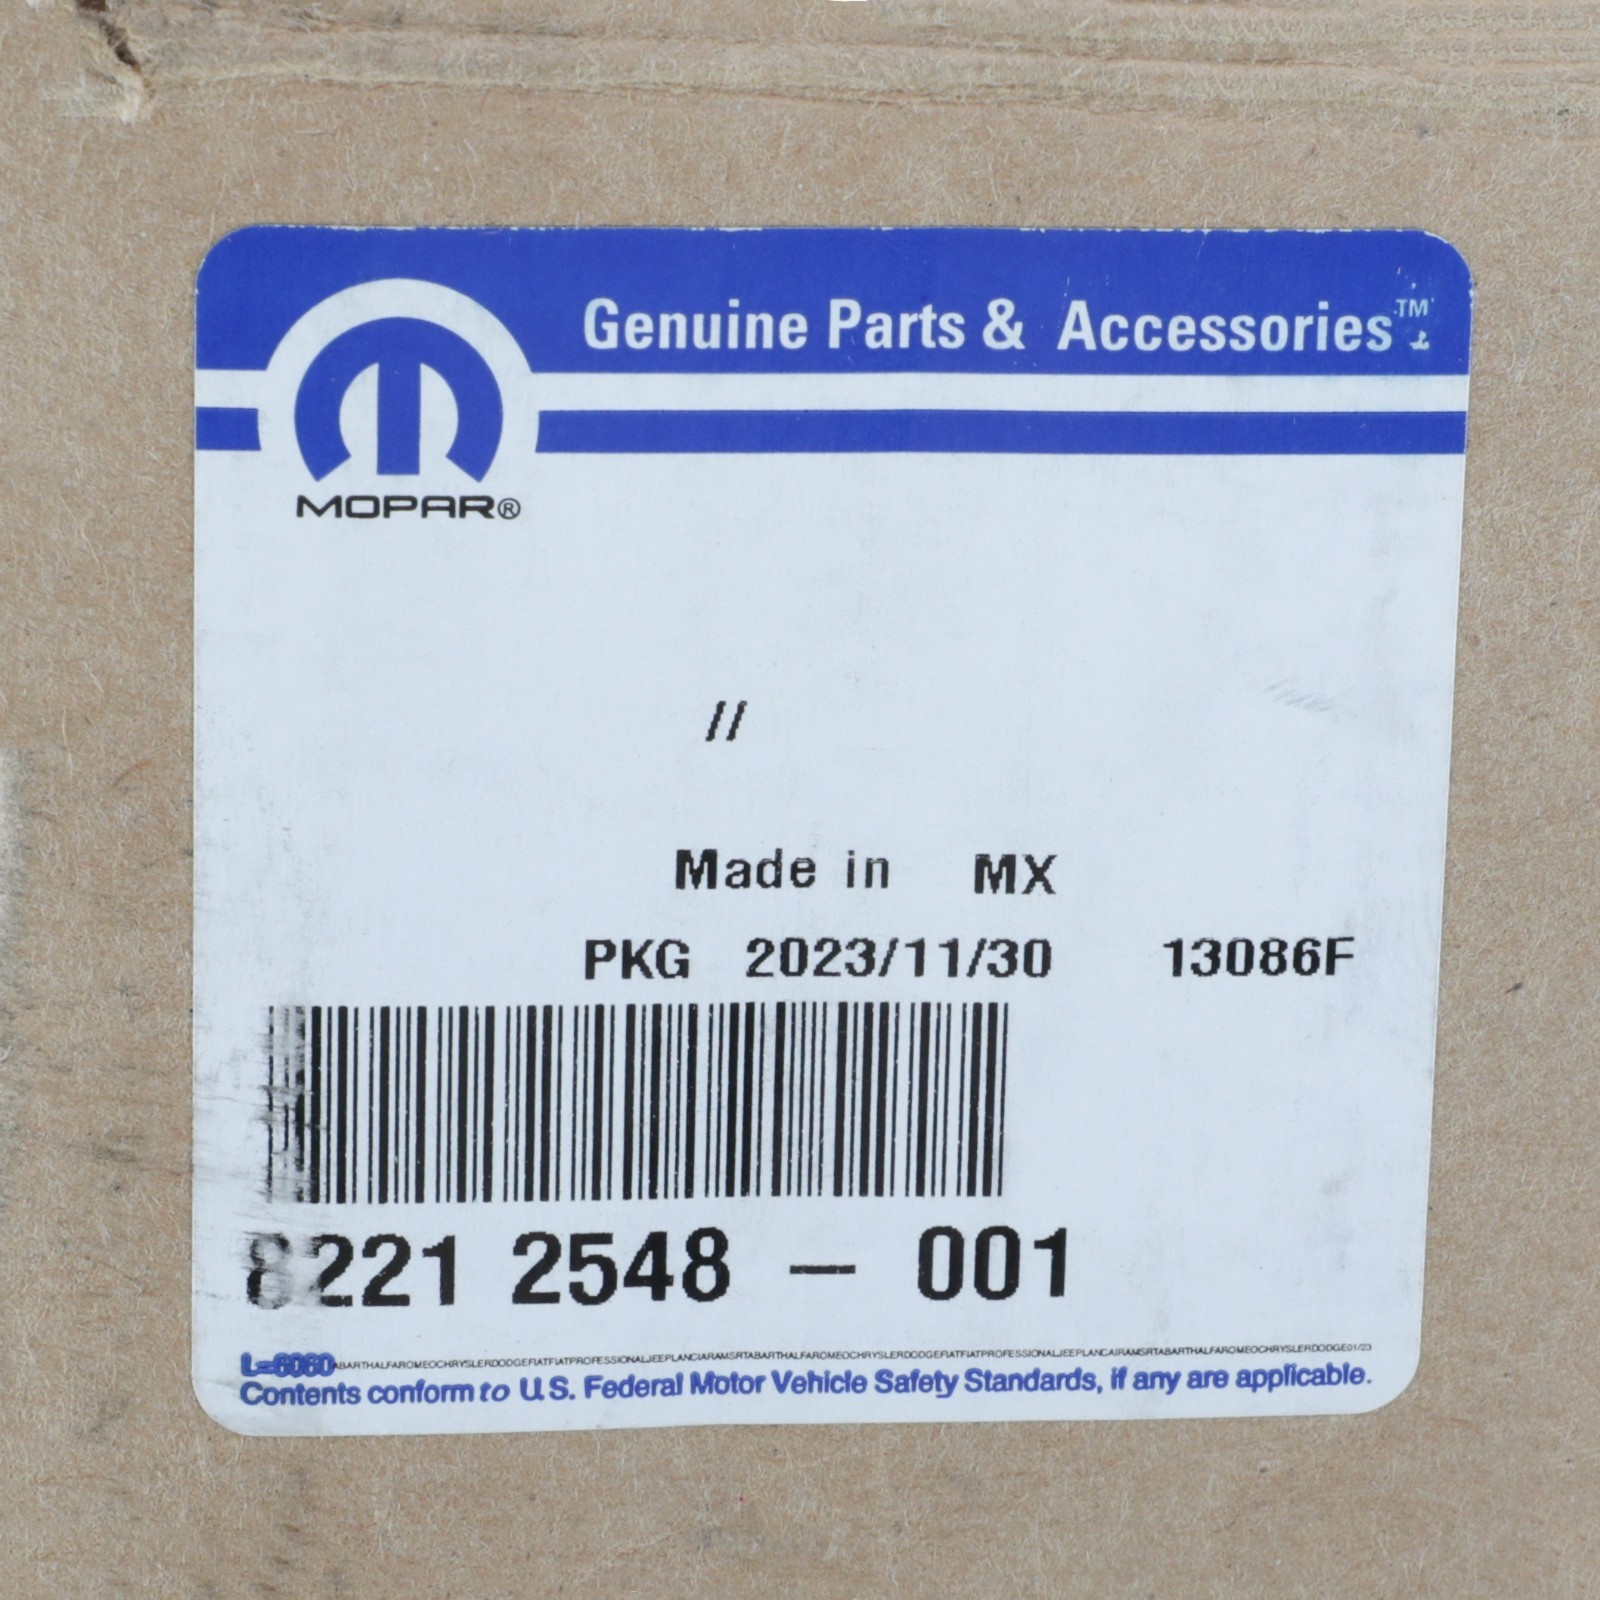 Genuine Parts & Accessories™
MOPAR®
//
Made in MX
PKG 2023/11/30 13086F
8221 2548 — 001
L-6060
Contents conform to U.S. Federal Motor Vehicle Safety Standards, if any are applicable.